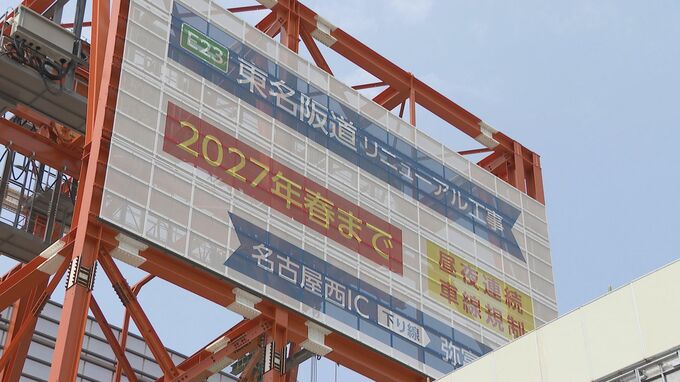 E23 東名阪道リニューアル工事
2027年春まで
昼夜連続
車線規制
名古屋西IC 下り線 弥富